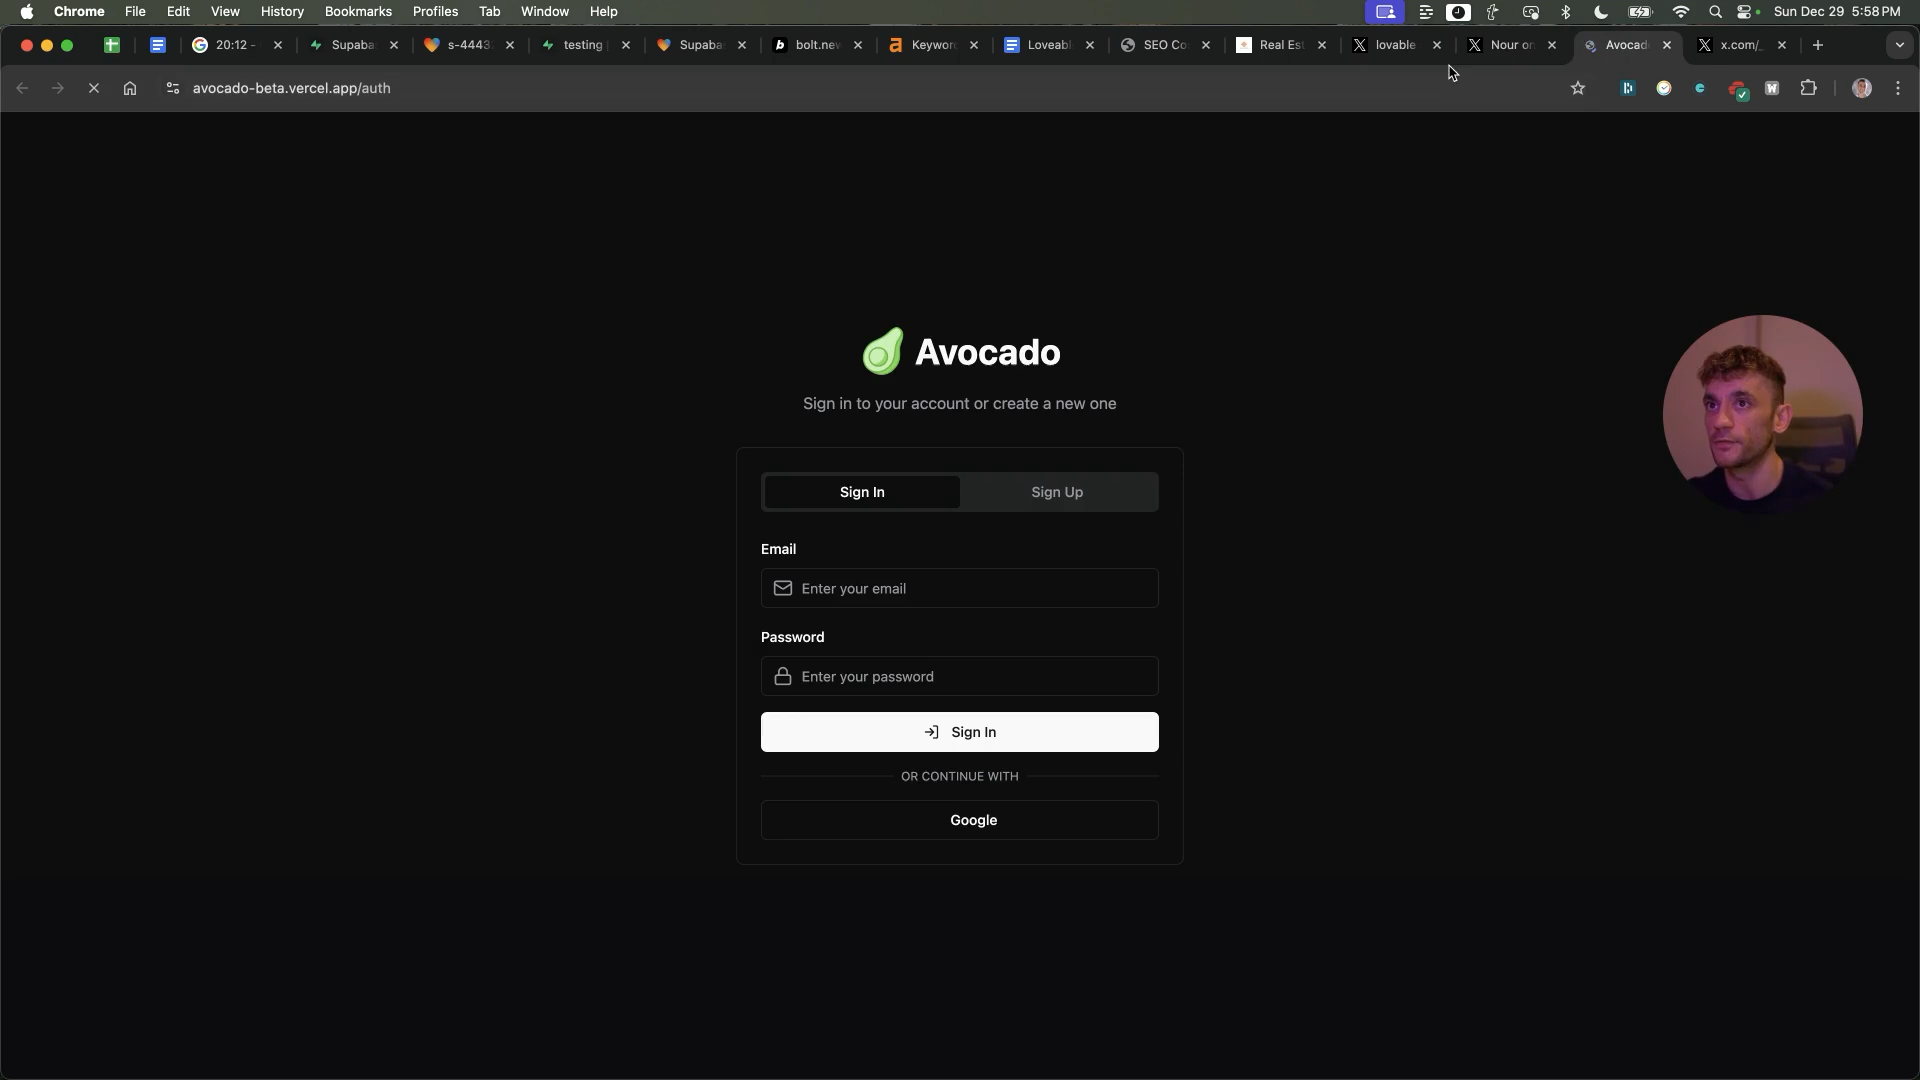 Chrome File Edit View History Bookmarks Profiles Tab Window Help Sun Dec 29 5:58 PM
20:12 - Supaba s-4443 testing Supaba bolt.new Keywor Loveabl SEO Co Real Est lovable Nour on Avocad x.com/_
avocado-beta.vercel.app/auth
Avocado
Sign in to your account or create a new one
Sign In Sign Up
Email
Enter your email
Password
Enter your password
Sign In
OR CONTINUE WITH
Google